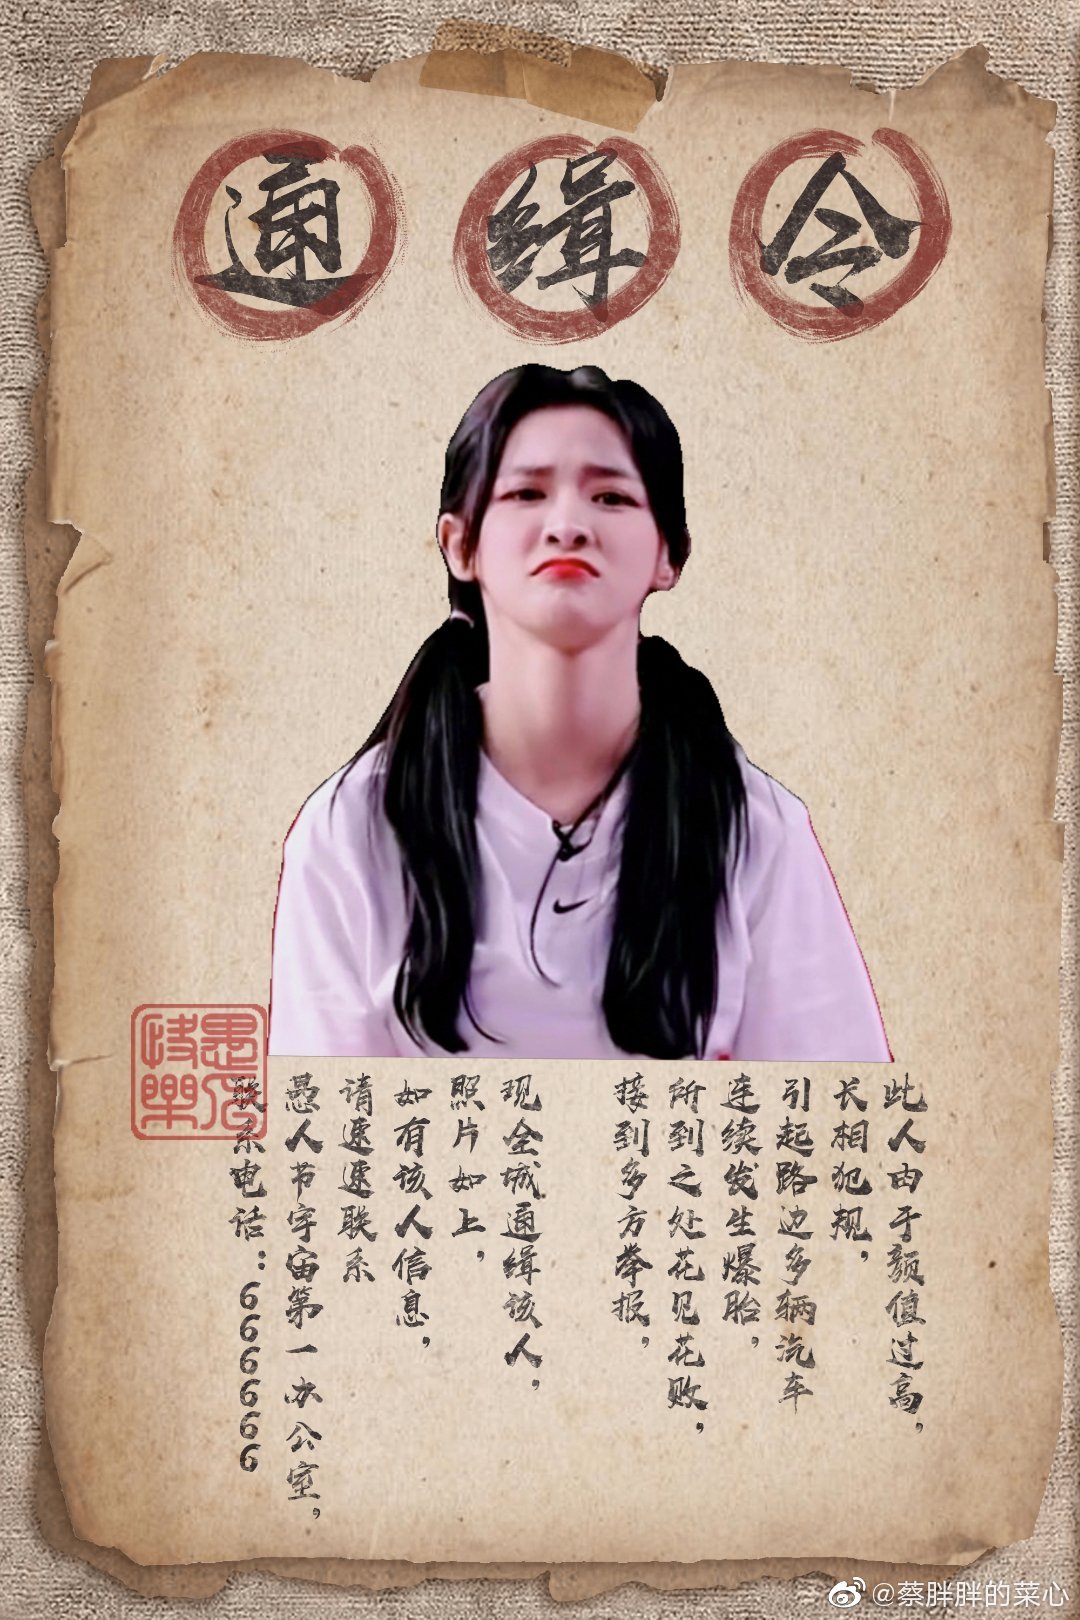 通缉令
此人由于颜值过高，
长相犯规，
引起路边多辆汽车
连续发生爆胎，
所到之处花见花败，
接到多方举报，
现全城通缉该人，
照片如上，
如有该人信息，
请速速联系
愚人节宇宙第一办公室，
联系电话：666666
@蔡胖胖的菜心